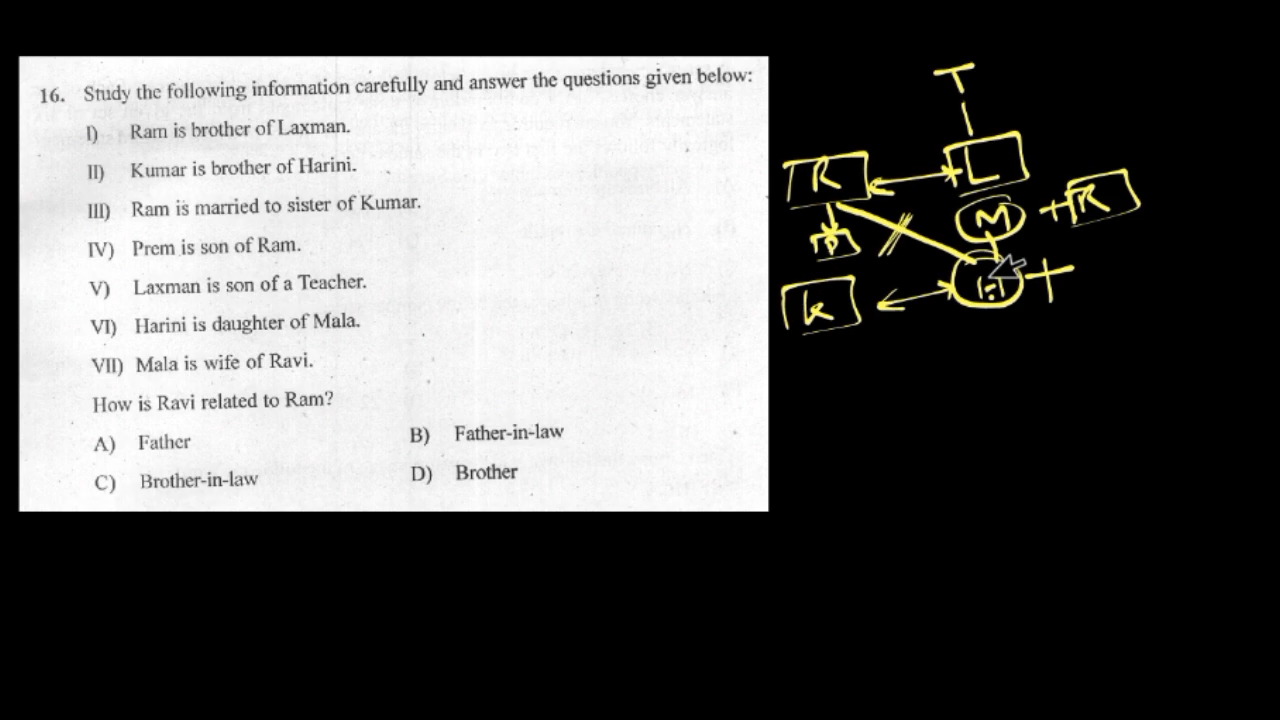 16. Study the following information carefully and answer the questions given below:
I) Ram is brother of Laxman.
II) Kumar is brother of Harini.
III) Ram is married to sister of Kumar.
IV) Prem is son of Ram.
V) Laxman is son of a Teacher.
VI) Harini is daughter of Mala.
VII) Mala is wife of Ravi.
How is Ravi related to Ram?
A) Father B) Father-in-law
C) Brother-in-law D) Brother
T
R L
M + R
P
H +
K